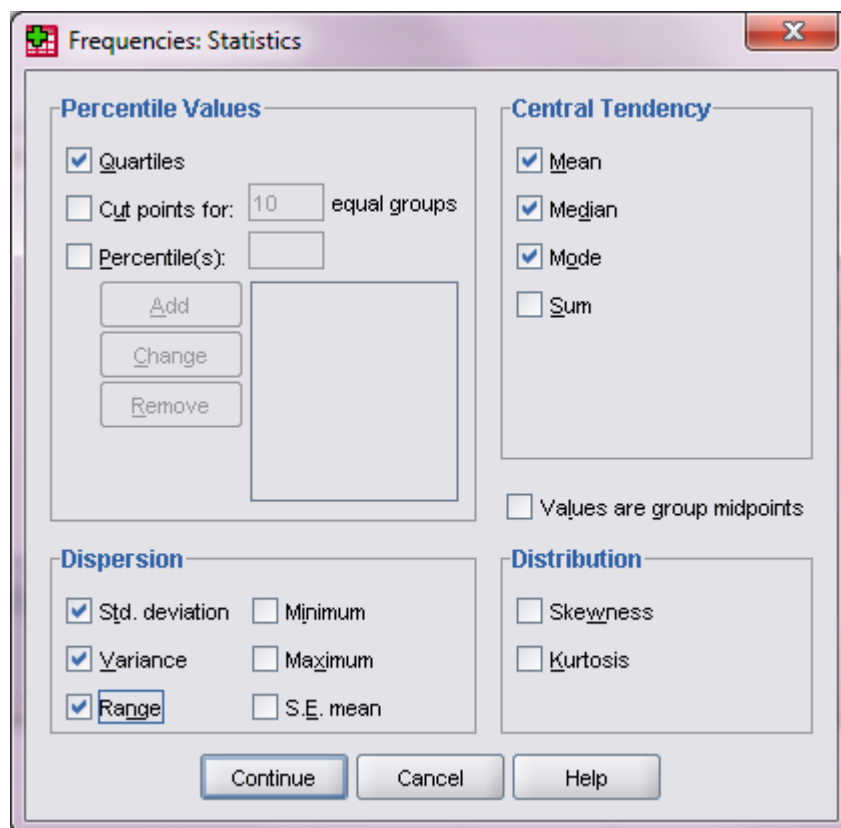 Frequencies: Statistics
Percentile Values
Quartiles
Cut points for: 10 equal groups
Percentile(s):
Add
Change
Remove
Central Tendency
Mean
Median
Mode
Sum
Values are group midpoints
Dispersion
Std. deviation Minimum
Variance Maximum
Range S.E. mean
Distribution
Skewness
Kurtosis
Continue Cancel Help